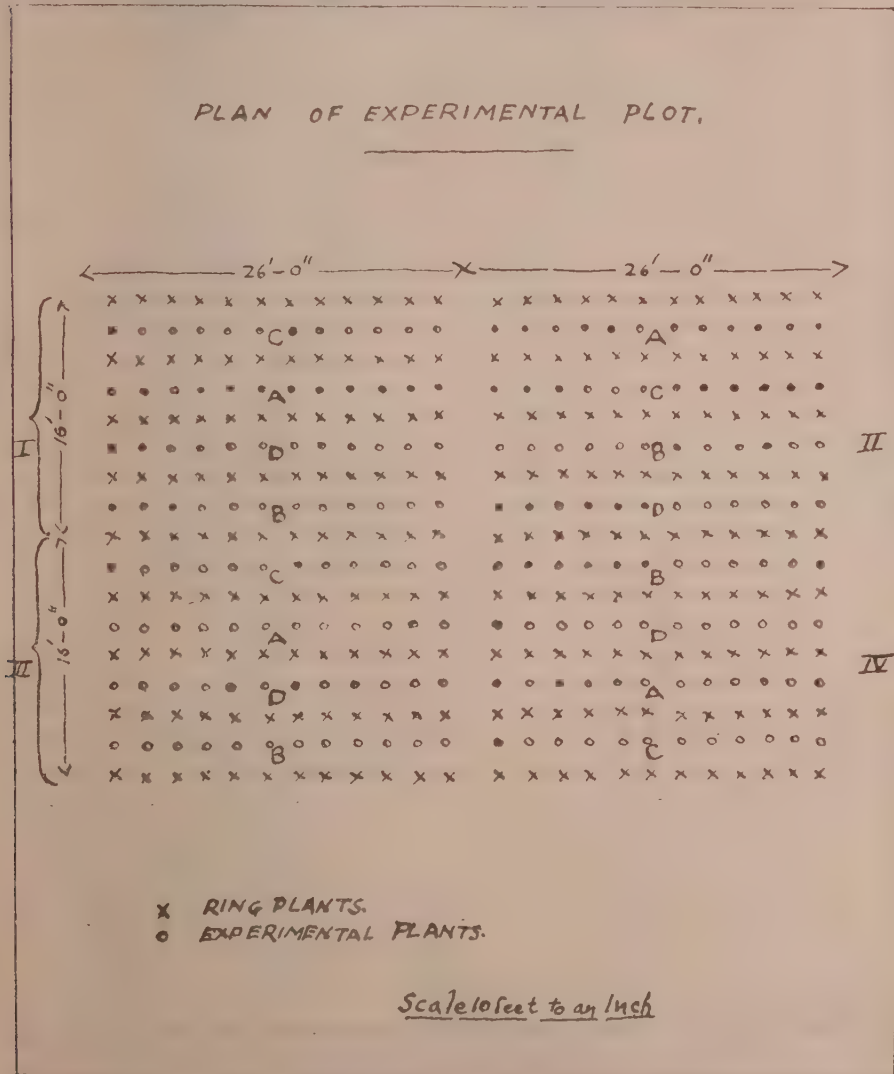 PLAN OF EXPERIMENTAL PLOT.
26'-0" 26'-0"
C A
A C
16'-0"
I D B II
B D
C B
A D
16'-0"
III D A IV
B C
x RING PLANTS.
o EXPERIMENTAL PLANTS.
Scale 10 feet to an Inch